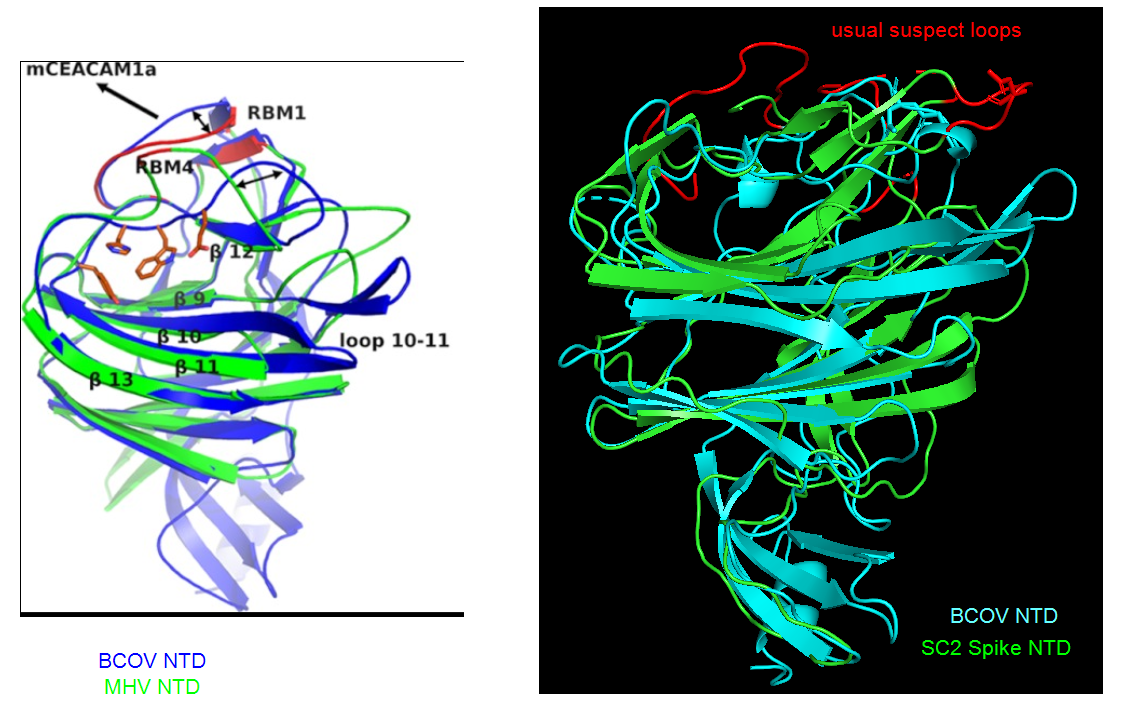 mCEACAM1a
RBM1
RBM4
β 12
β 9
β 10
loop 10-11
β 11
β 13
BCOV NTD
MHV NTD
usual suspect loops
BCOV NTD
SC2 Spike NTD